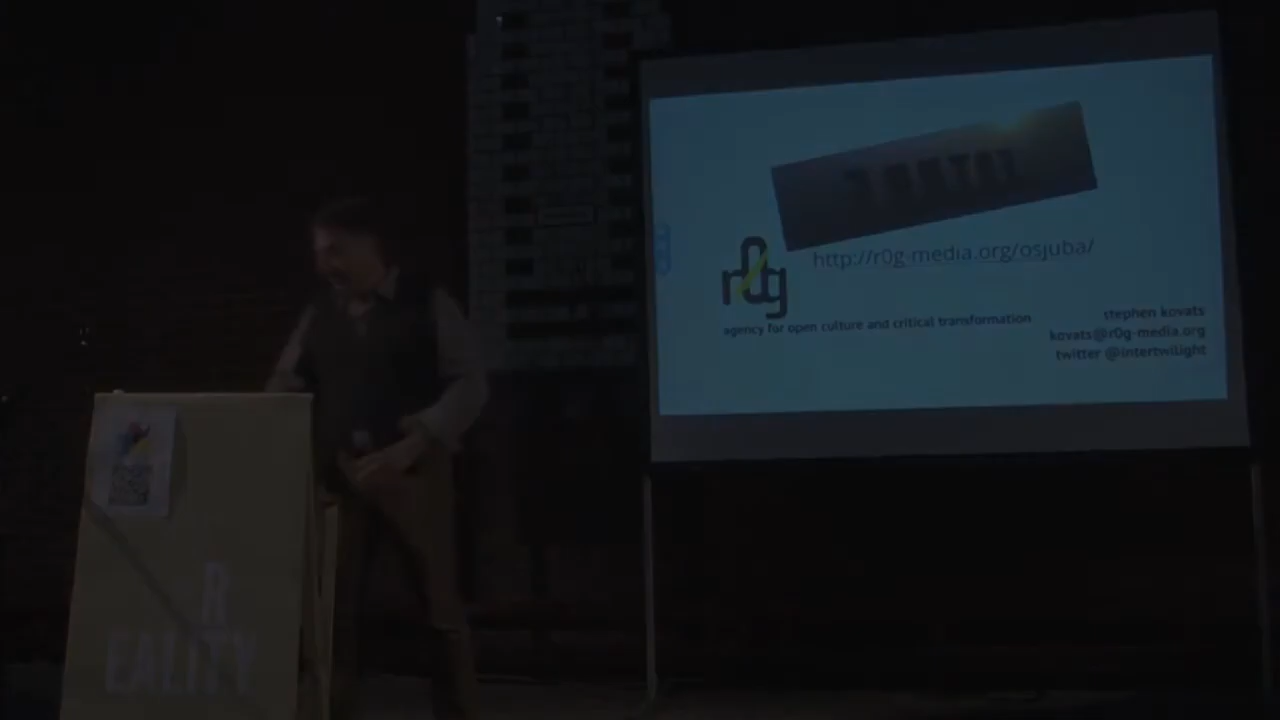 http://r0g-media.org/osjuba/
r0g
agency for open culture and critical transformation
stephen kovats
kovats@r0g-media.org
twitter @intertwilight
R
EALITY